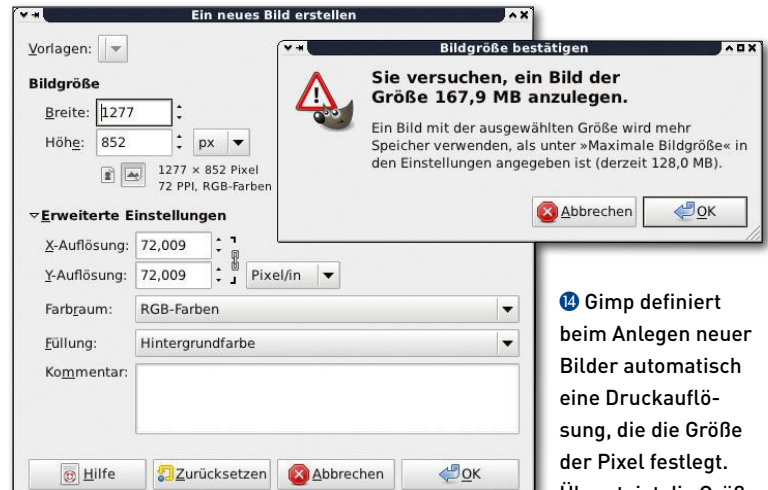 Ein neues Bild erstellen
Vorlagen:
Bildgröße
Breite: 1277
Höhe: 852 px
1277 × 852 Pixel
72 PPI, RGB-Farben
Erweiterte Einstellungen
X-Auflösung: 72,009
Y-Auflösung: 72,009 Pixel/in
Farbraum: RGB-Farben
Füllung: Hintergrundfarbe
Kommentar:
Hilfe Zurücksetzen Abbrechen OK
Bildgröße bestätigen
Sie versuchen, ein Bild der
Größe 167,9 MB anzulegen.
Ein Bild mit der ausgewählten Größe wird mehr
Speicher verwenden, als unter »Maximale Bildgröße« in
den Einstellungen angegeben ist (derzeit 128,0 MB).
Abbrechen OK
14 Gimp definiert
beim Anlegen neuer
Bilder automatisch
eine Druckauflö-
sung, die die Größe
der Pixel festlegt.